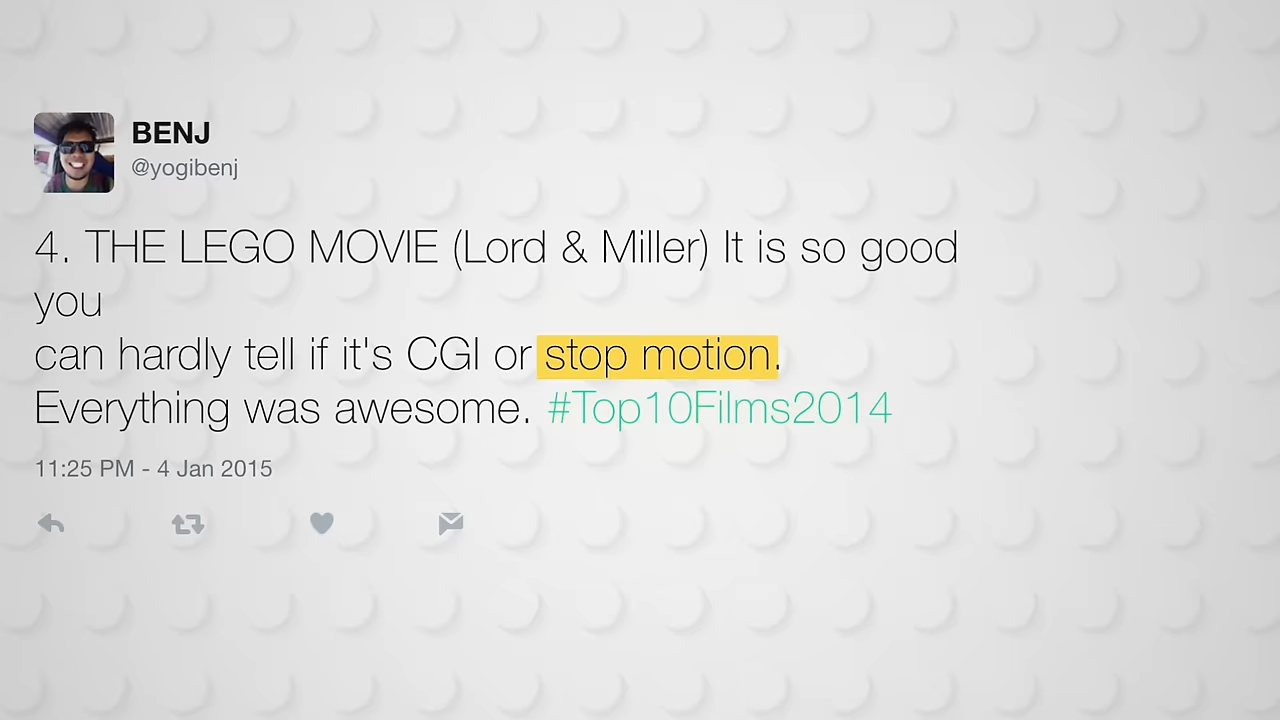 BENJ
@yogibenj
4. THE LEGO MOVIE (Lord & Miller) It is so good
you
can hardly tell if it's CGI or stop motion.
Everything was awesome. #Top10Films2014
11:25 PM - 4 Jan 2015